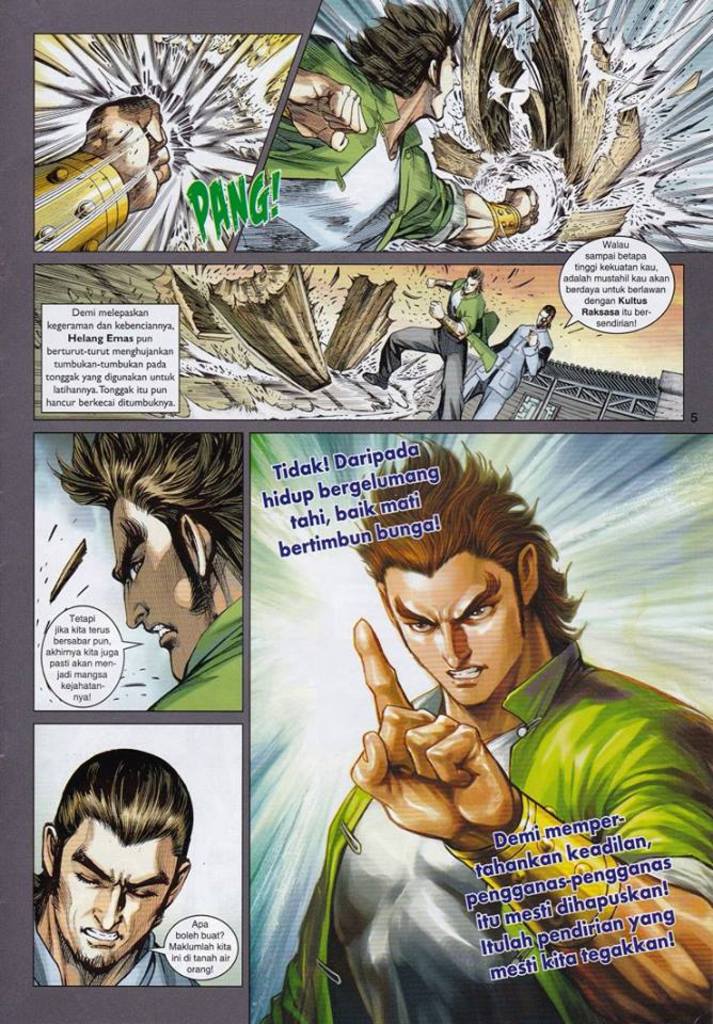 PANG!
Walau
sampai betapa
tinggi kekuatan kau,
adalah mustahil kau akan
berdaya untuk berlawan
dengan Kultus
Raksasa itu ber-
sendirian!
Demi melepaskan
kegeraman dan kebenciannya,
Helang Emas pun
berturut-turut menghujankan
tumbukan-tumbukan pada
tonggak yang digunakan untuk
latihannya. Tonggak itu pun
hancur berkecai ditumbuknya.
5
Tetapi
jika kita terus
bersabar pun,
akhirnya kita juga
pasti akan men-
jadi mangsa
kejahatan-
nya!
Tidak! Daripada
hidup bergelumang
tahi, baik mati
bertimbun bunga!
Apa
boleh buat?
Maklumlah kita
ini di tanah air
orang!
Demi memper-
tahankan keadilan,
pengganas-pengganas
itu mesti dihapuskan!
Itulah pendirian yang
mesti kita tegakkan!